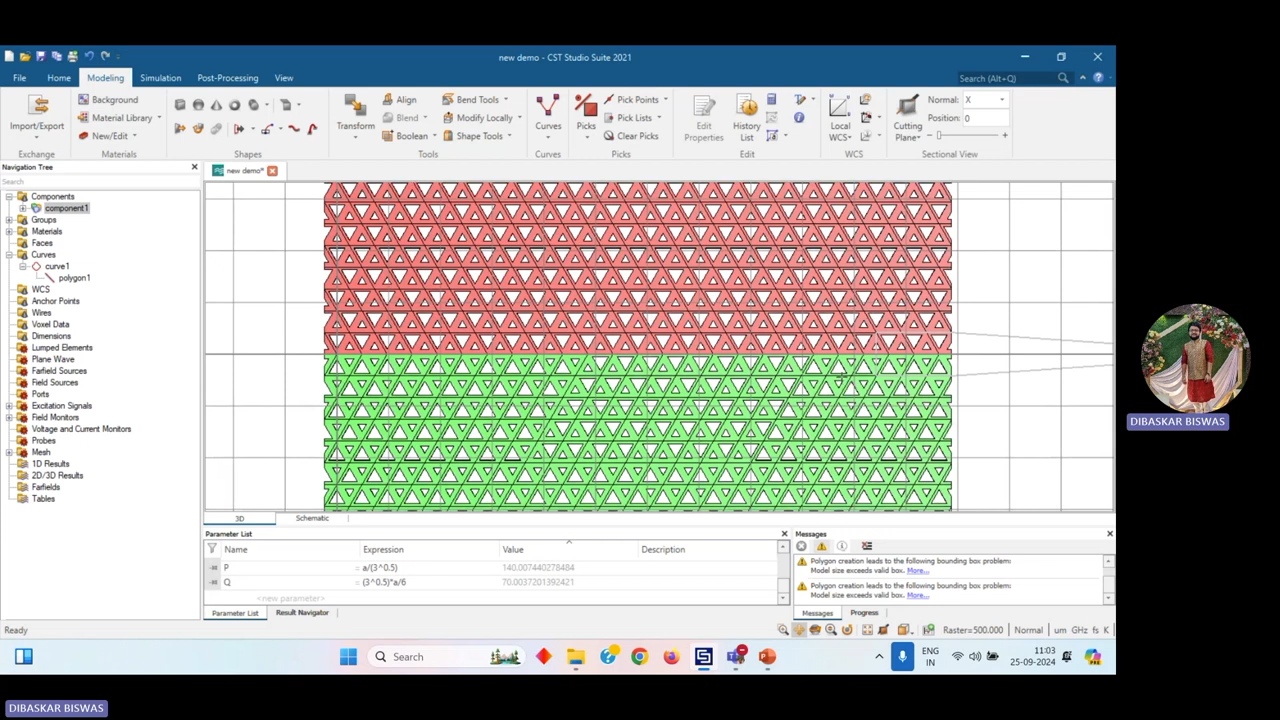 new demo - CST Studio Suite 2021
File Home Modeling Simulation Post-Processing View
Search (Alt+Q)
Import/Export
Background
Material Library
New/Edit
Transform
Align
Blend
Boolean
Bend Tools
Modify Locally
Shape Tools
Curves
Picks
Pick Points
Pick Lists
Clear Picks
Edit
Properties
History
List
Local
WCS
Cutting
Plane
Normal: X
Position: 0
Exchange Materials Shapes Tools Curves Picks Edit WCS Sectional View
Navigation Tree
Search
new demo*
Components
component1
Groups
Materials
Faces
Curves
curve1
polygon1
WCS
Anchor Points
Wires
Voxel Data
Dimensions
Lumped Elements
Plane Wave
Farfield Sources
Field Sources
Ports
Excitation Signals
Field Monitors
Voltage and Current Monitors
Probes
Mesh
1D Results
2D/3D Results
Farfields
Tables
3D Schematic
Parameter List
Name Expression Value Description
P = a/(3^0.5) 140.007440278484
Q = (3^0.5)*a/6 70.0037201392421
<new parameter>
Parameter List Result Navigator
Messages
Polygon creation leads to the following bounding box problem:
Model size exceeds valid box. More...
Polygon creation leads to the following bounding box problem:
Model size exceeds valid box. More...
Messages Progress
Ready
Raster=500.000 Normal um GHz fs K
Search
ENG
IN
11:03
25-09-2024
DIBASKAR BISWAS
DIBASKAR BISWAS